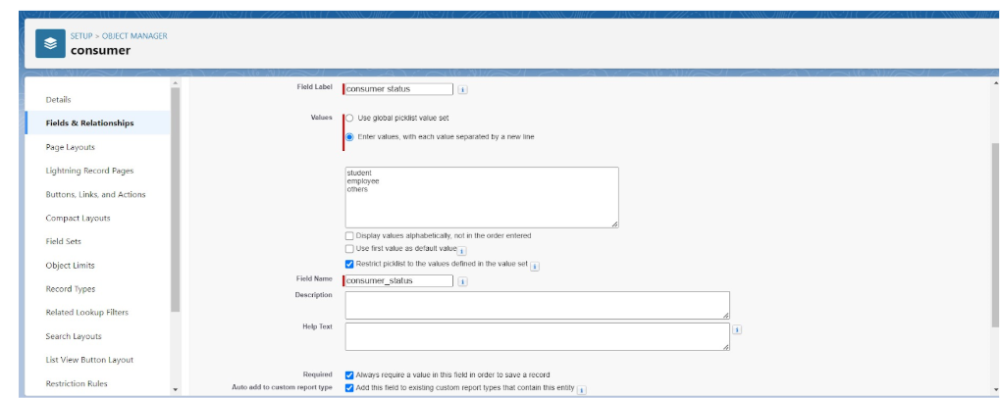 SETUP > OBJECT MANAGER
consumer
Details
Fields & Relationships
Page Layouts
Lightning Record Pages
Buttons, Links, and Actions
Compact Layouts
Field Sets
Object Limits
Record Types
Related Lookup Filters
Search Layouts
List View Button Layout
Restriction Rules
Field Label consumer status
Values Use global picklist value set
Enter values, with each value separated by a new line
student
employee
others
Display values alphabetically, not in the order entered
Use first value as default value
Restrict picklist to the values defined in the value set
Field Name consumer_status
Description
Help Text
Required Always require a value in this field in order to save a record
Auto add to custom report type Add this field to existing custom report types that contain this entity